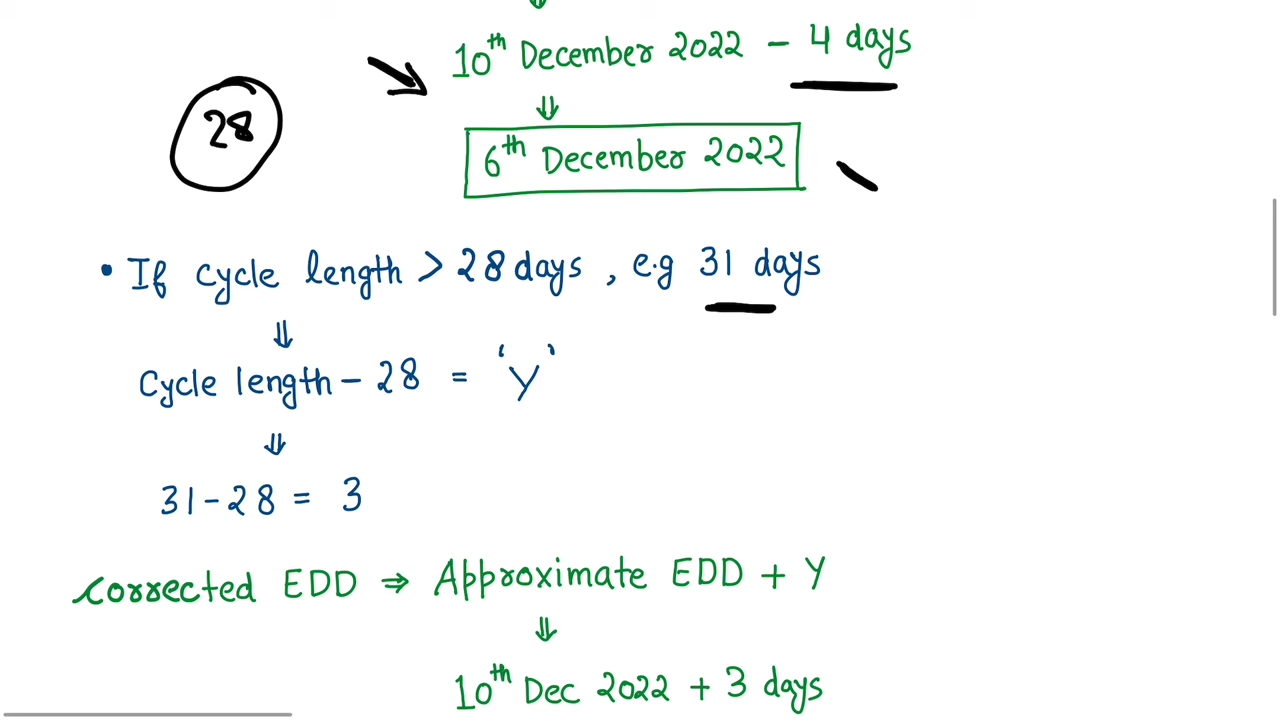 10th December 2022 - 4 days
⇓
28
6th December 2022
• If cycle length > 28 days, e.g 31 days
⇓
Cycle length - 28 = 'Y'
⇓
31-28 = 3
corrected EDD ⇒ Approximate EDD + Y
⇓
10th Dec 2022 + 3 days